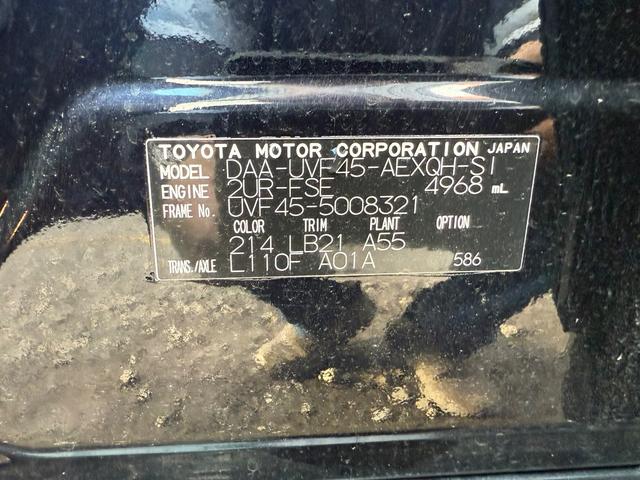 TOYOTA MOTOR CORPORATION JAPAN
MODEL DAA-UVF45-AEXQH-S1
ENGINE 2UR-FSE 4968 mL
FRAME No. UVF45-5008321
COLOR TRIM PLANT OPTION
214 LB21 A55
TRANS./AXLE L110F A01A 586